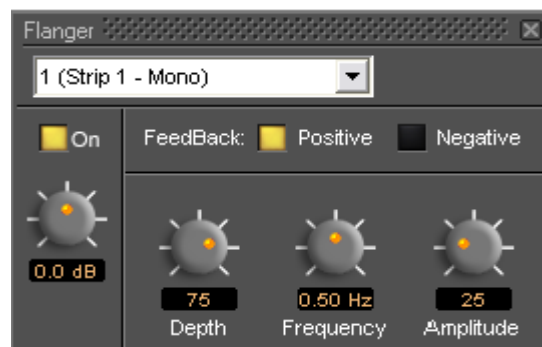 Flanger
1 (Strip 1 - Mono)
On
FeedBack: Positive Negative
0.0 dB
75 0.50 Hz 25
Depth Frequency Amplitude